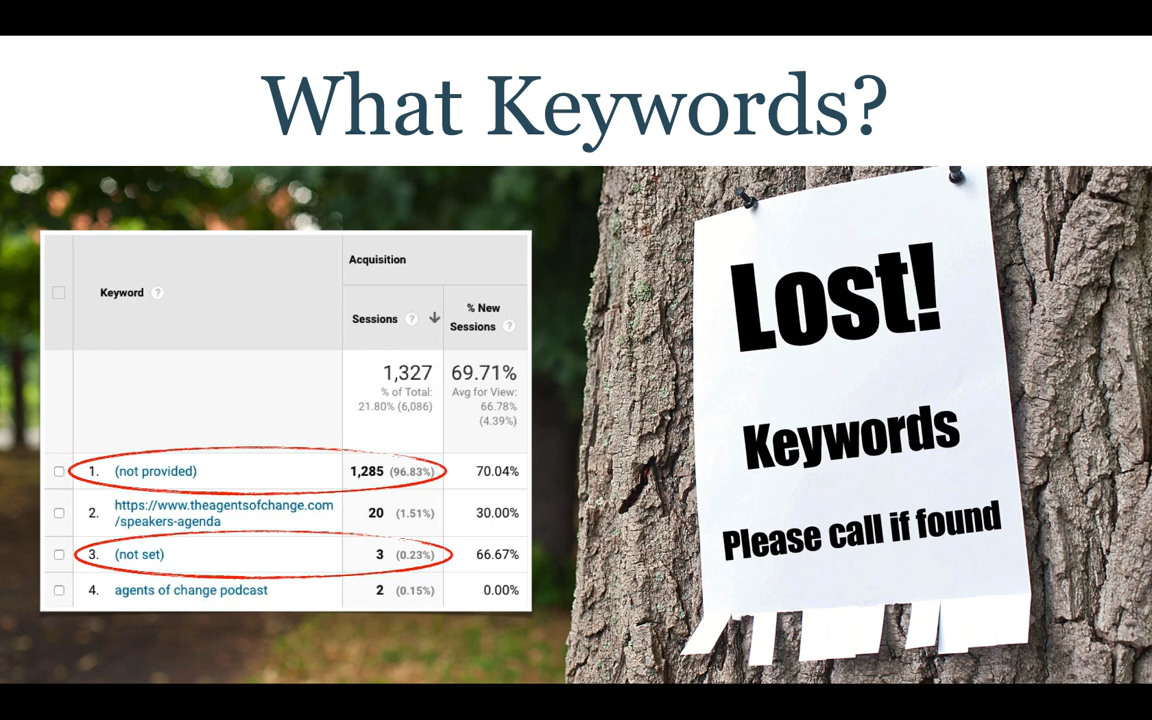 What Keywords?
Acquisition
Keyword ?
Sessions ?
% New
Sessions ?
1,327
% of Total:
21.80% (6,086)
69.71%
Avg for View:
66.78%
(4.39%)
1. (not provided) 1,285 (96.83%) 70.04%
2. https://www.theagentsofchange.com
/speakers-agenda 20 (1.51%) 30.00%
3. (not set) 3 (0.23%) 66.67%
4. agents of change podcast 2 (0.15%) 0.00%
Lost!
Keywords
Please call if found